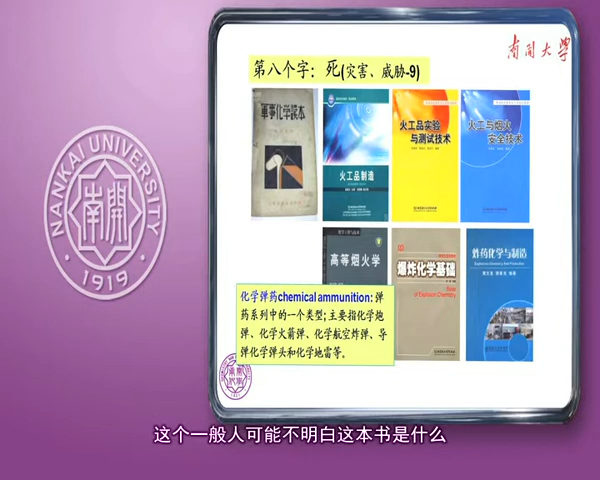 南开大学
第八个字：死(灾害、威胁-9)
軍事化学读本
火工品制造
火工品实验
与测试技术
火工与烟火
安全技术
高等烟火学
爆炸化学基础
炸药化学与制造
化学弹药chemical ammunition: 弹
药系列中的一个类型; 主要指化学炮
弹、化学火箭弹、化学航空炸弹、导
弹化学弹头和化学地雷等。
NANKAI UNIVERSITY
南開
1919
这个一般人可能不明白这本书是什么